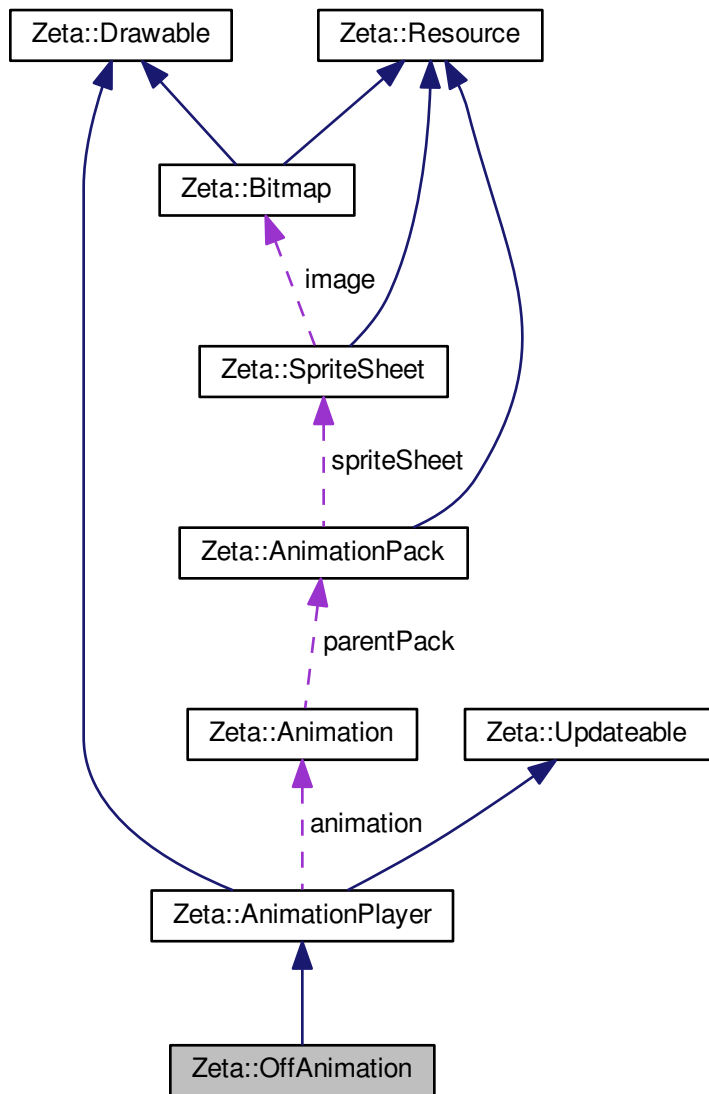 Zeta::Drawable
Zeta::Resource
Zeta::Bitmap
image
Zeta::SpriteSheet
spriteSheet
Zeta::AnimationPack
parentPack
Zeta::Animation
Zeta::Updateable
animation
Zeta::AnimationPlayer
Zeta::OffAnimation